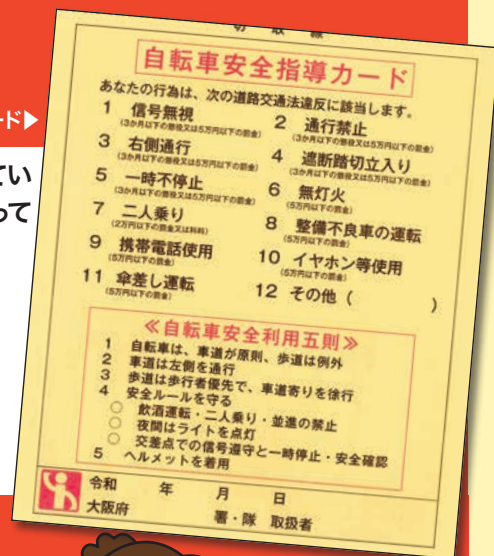 切 取 線
自転車安全指導カード
あなたの行為は、次の道路交通法違反に該当します。
1 信号無視 2 通行禁止
(3か月以下の懲役又は5万円以下の罰金) (3か月以下の懲役又は5万円以下の罰金)
3 右側通行 4 遮断踏切立入り
(3か月以下の懲役又は5万円以下の罰金) (3か月以下の懲役又は5万円以下の罰金)
5 一時不停止 6 無灯火
(3か月以下の懲役又は5万円以下の罰金) (5万円以下の罰金)
7 二人乗り 8 整備不良車の運転
(2万円以下の罰金又は科料) (5万円以下の罰金)
9 携帯電話使用 10 イヤホン等使用
(5万円以下の罰金) (5万円以下の罰金)
11 傘差し運転 12 その他( )
(5万円以下の罰金)
≪自転車安全利用五則≫
1 自転車は、車道が原則、歩道は例外
2 車道は左側を通行
3 歩道は歩行者優先で、車道寄りを徐行
4 安全ルールを守る
○ 飲酒運転・二人乗り・並進の禁止
○ 夜間はライトを点灯
○ 交差点での信号遵守と一時停止・安全確認
5 ヘルメットを着用
令和 年 月 日
大阪府 署・隊 取扱者
ード▶
てい
って